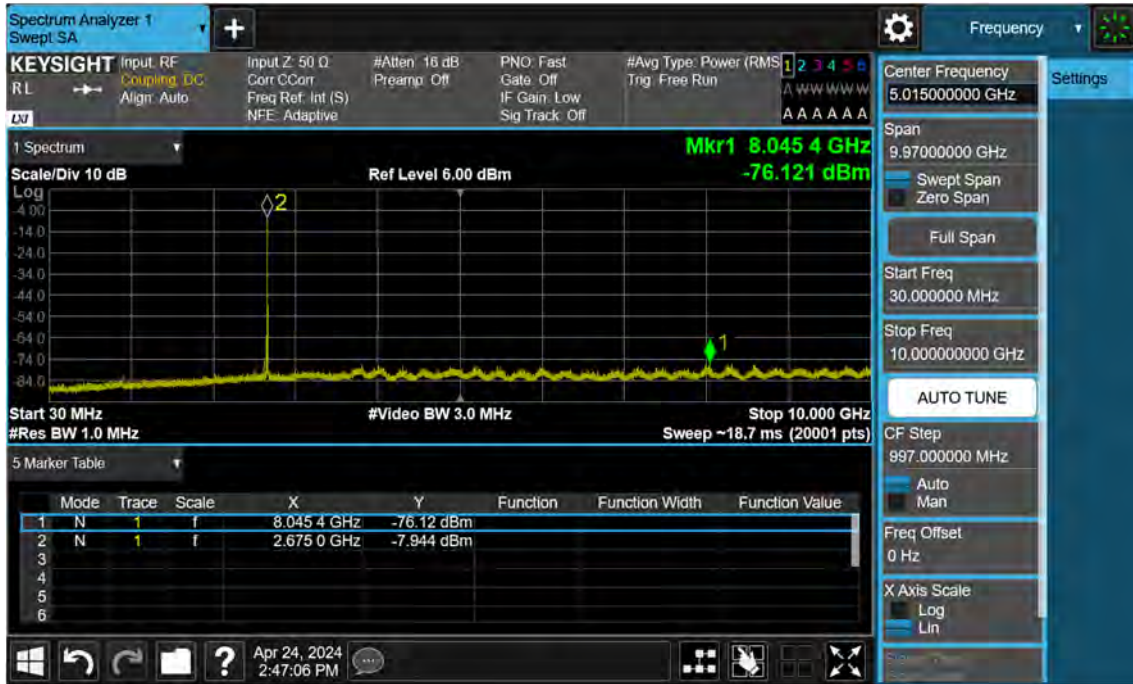 Spectrum Analyzer 1
Swept SA
+
Frequency
KEYSIGHT
RL
LXI
Input: RF
Coupling: DC
Align: Auto
Input Z: 50 Ω
Corr CCorr
Freq Ref: Int (S)
NFE: Adaptive
#Atten: 16 dB
Preamp: Off
PNO: Fast
Gate: Off
IF Gain: Low
Sig Track: Off
#Avg Type: Power (RMS
Trig: Free Run
1 2 3 4 5 6
A W W W W W
A A A A A A
1 Spectrum
Scale/Div 10 dB
Ref Level 6.00 dBm
Mkr1 8.045 4 GHz
-76.121 dBm
Log
-4.00
-14.0
-24.0
-34.0
-44.0
-54.0
-64.0
-74.0
-84.0
2
1
Start 30 MHz
#Video BW 3.0 MHz
Stop 10.000 GHz
#Res BW 1.0 MHz
Sweep ~18.7 ms (20001 pts)
5 Marker Table
Mode Trace Scale X Y Function Function Width Function Value
1 N 1 f 8.045 4 GHz -76.12 dBm
2 N 1 f 2.675 0 GHz -7.944 dBm
3
4
5
6
?
Apr 24, 2024
2:47:06 PM
Center Frequency
5.015000000 GHz
Settings
Span
9.97000000 GHz
Swept Span
Zero Span
Full Span
Start Freq
30.000000 MHz
Stop Freq
10.000000000 GHz
AUTO TUNE
CF Step
997.000000 MHz
Auto
Man
Freq Offset
0 Hz
X Axis Scale
Log
Lin